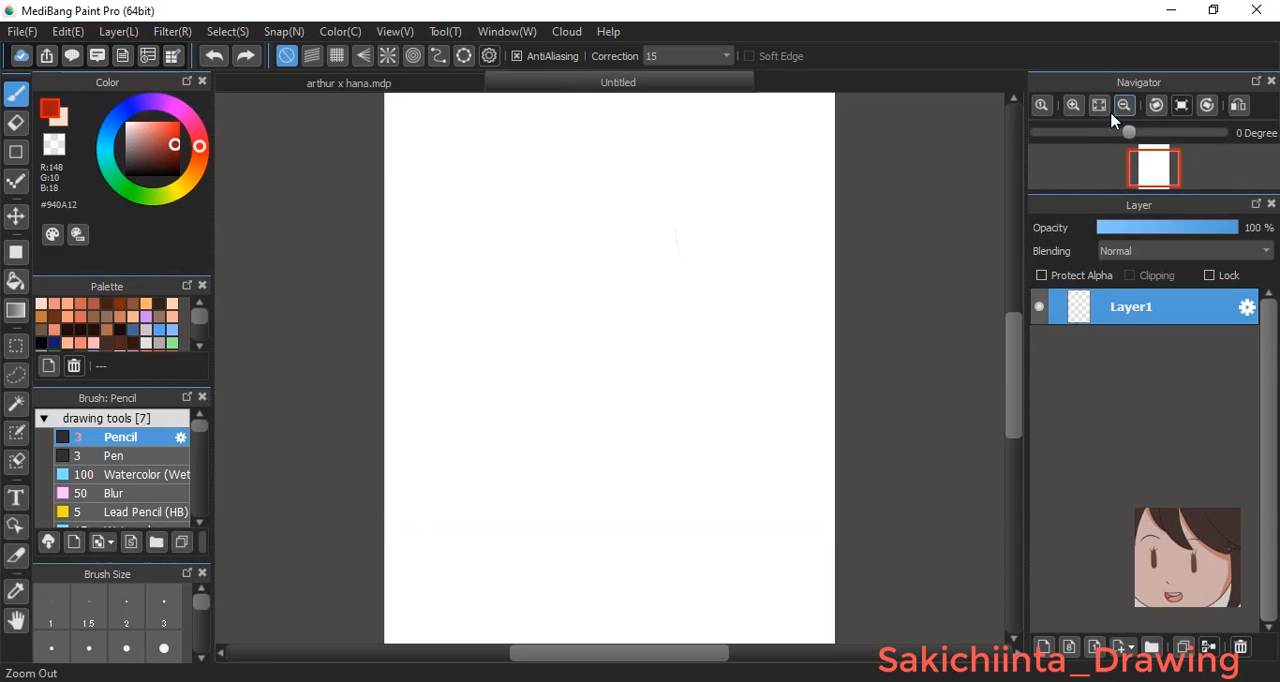 MediBang Paint Pro (64bit)
File(F) Edit(E) Layer(L) Filter(R) Select(S) Snap(N) Color(C) View(V) Tool(T) Window(W) Cloud Help
AntiAliasing Correction 15 Soft Edge
Color
arthur x hana.mdp
Untitled
Navigator
0 Degree
R:148
G:10
B:18
#940A12
Layer
Opacity 100 %
Blending Normal
Protect Alpha Clipping Lock
Layer1
Palette
---
Brush: Pencil
drawing tools [7]
3 Pencil
3 Pen
100 Watercolor (Wet
50 Blur
5 Lead Pencil (HB)
Brush Size
1 1.5 2 3
Sakichiinta_Drawing
Zoom Out